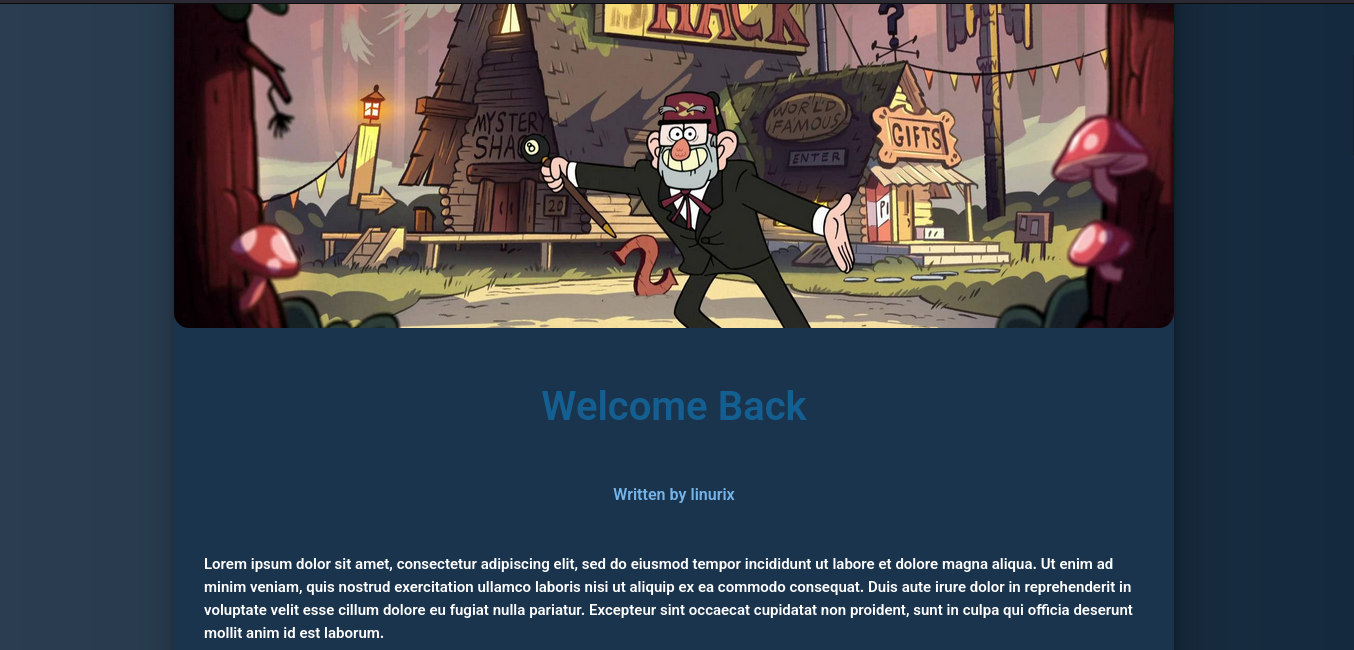 HACK
?
WORLD
FAMOUS
MYSTERY
SHA
8
GIFTS
ENTER
20
Welcome Back
Written by linurix
Lorem ipsum dolor sit amet, consectetur adipiscing elit, sed do eiusmod tempor incididunt ut labore et dolore magna aliqua. Ut enim ad
minim veniam, quis nostrud exercitation ullamco laboris nisi ut aliquip ex ea commodo consequat. Duis aute irure dolor in reprehenderit in
voluptate velit esse cillum dolore eu fugiat nulla pariatur. Excepteur sint occaecat cupidatat non proident, sunt in culpa qui officia deserunt
mollit anim id est laborum.